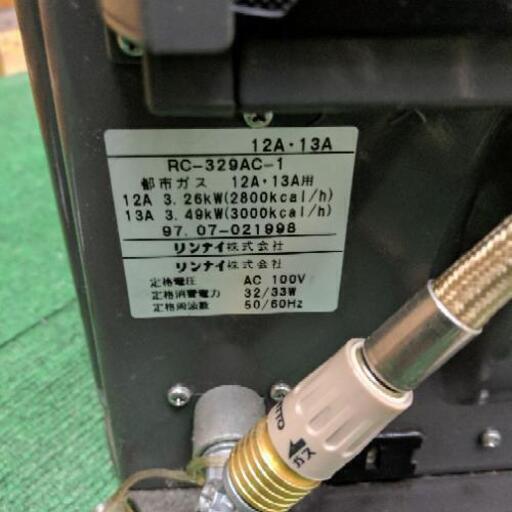 12A・13A
RC-329AC-1
都市ガス 12A・13A用
12A 3.26kW(2800kcal/h)
13A 3.49kW(3000kcal/h)
97.07-021998
リンナイ株式会社
リンナイ株式会社
定格電圧 AC 100V
定格消費電力 32/33W
定格周波数 50/60Hz
ガス